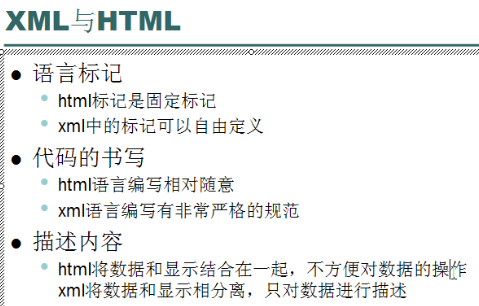 XML与HTML
语言标记
html标记是固定标记
xml中的标记可以自由定义
代码的书写
html语言编写相对随意
xml语言编写有非常严格的规范
描述内容
html将数据和显示结合在一起，不方便对数据的操作
xml将数据和显示相分离，只对数据进行描述